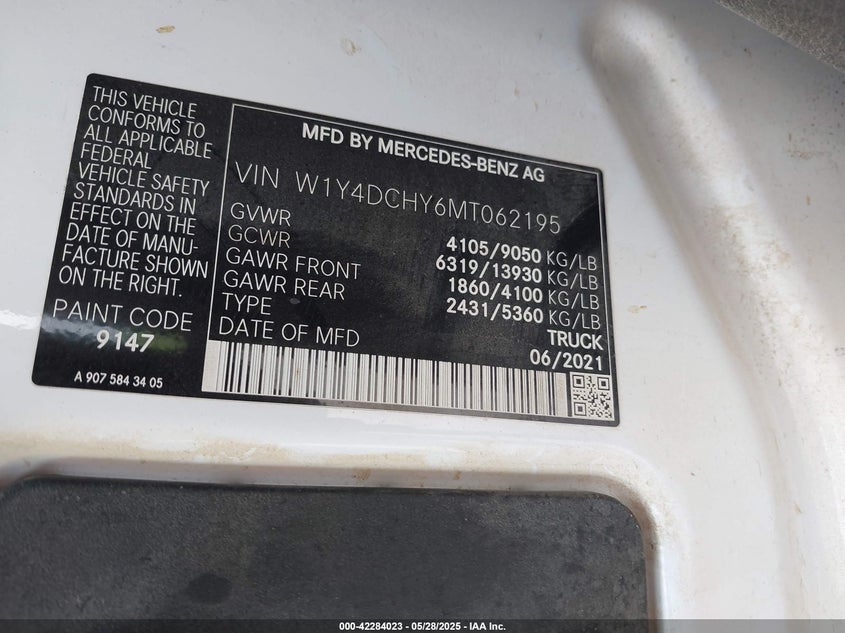 THIS VEHICLE
CONFORMS TO
ALL APPLICABLE
FEDERAL
VEHICLE SAFETY
STANDARDS IN
EFFECT ON THE
DATE OF MANU-
FACTURE SHOWN
ON THE RIGHT.
PAINT CODE
9147
A 907 584 34 05
MFD BY MERCEDES-BENZ AG
VIN W1Y4DCHY6MT062195
GVWR 4105/9050 KG/LB
GCWR 6319/13930 KG/LB
GAWR FRONT 1860/4100 KG/LB
GAWR REAR 2431/5360 KG/LB
TYPE TRUCK
DATE OF MFD 06/2021
000-42284023 — 05/28/2025 — IAA Inc.